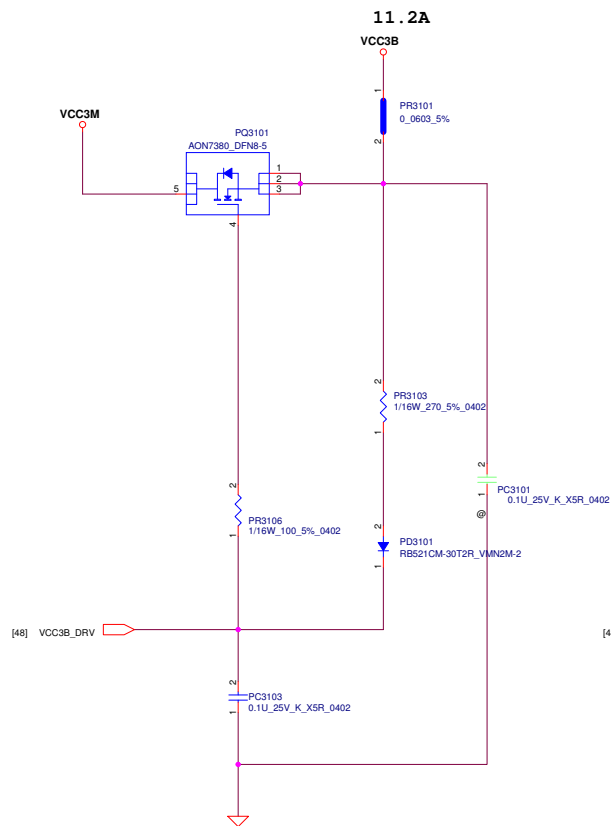 11.2A
VCC3B
1
PR3101
0_0603_5%
2
VCC3M
PQ3101
AON7380_DFN8-5
1
2
3
5
4
2
PR3103
1/16W_270_5%_0402
1
2
PC3101
0.1U_25V_K_X5R_0402
1
@
2
PR3106
1/16W_100_5%_0402
1
2
PD3101
RB521CM-30T2R_VMN2M-2
1
[48] VCC3B_DRV
[4
2
PC3103
0.1U_25V_K_X5R_0402
1